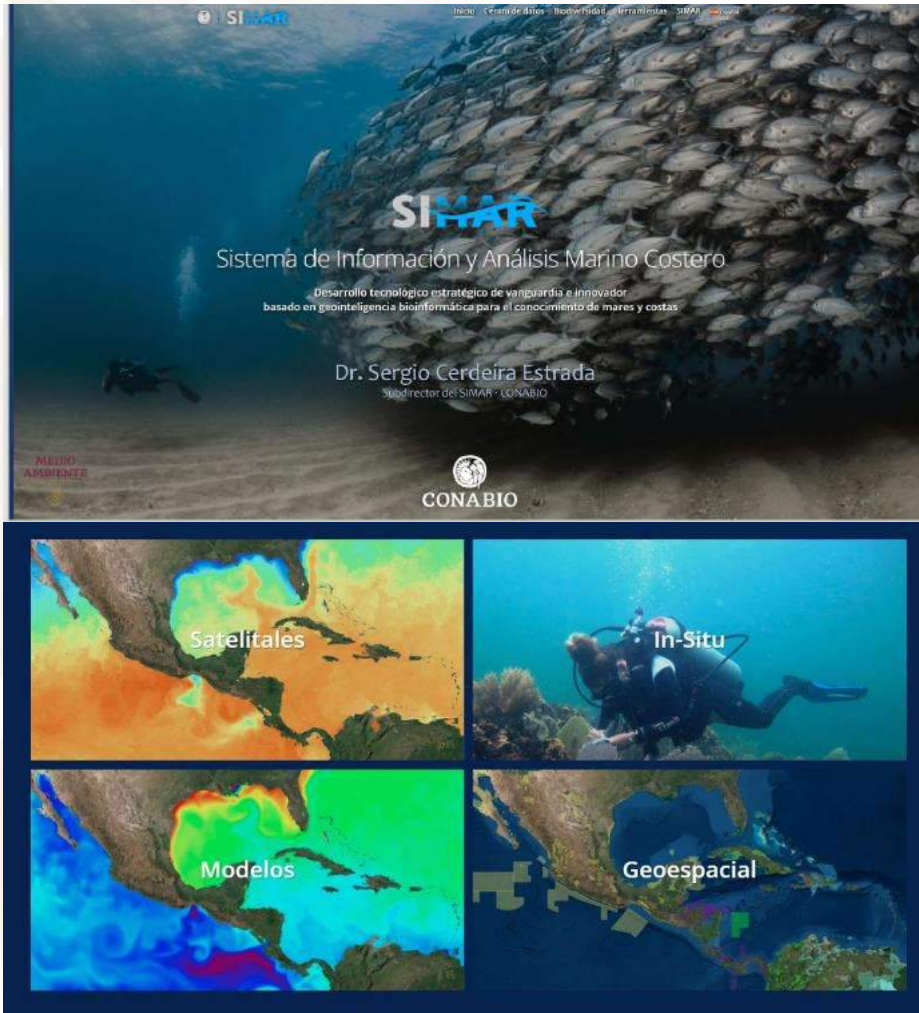 SIMAR
Inicio Centro de datos Biodiversidad Herramientas SIMAR
SIMAR
Sistema de Información y Análisis Marino Costero
Desarrollo tecnológico estratégico de vanguardia e innovador
basado en geointeligencia bioinformática para el conocimiento de mares y costas
Dr. Sergio Cerdeira Estrada
Subdirector del SIMAR - CONABIO
MEDIO
AMBIENTE
CONABIO
Satelitales
In-Situ
Modelos
Geoespacial